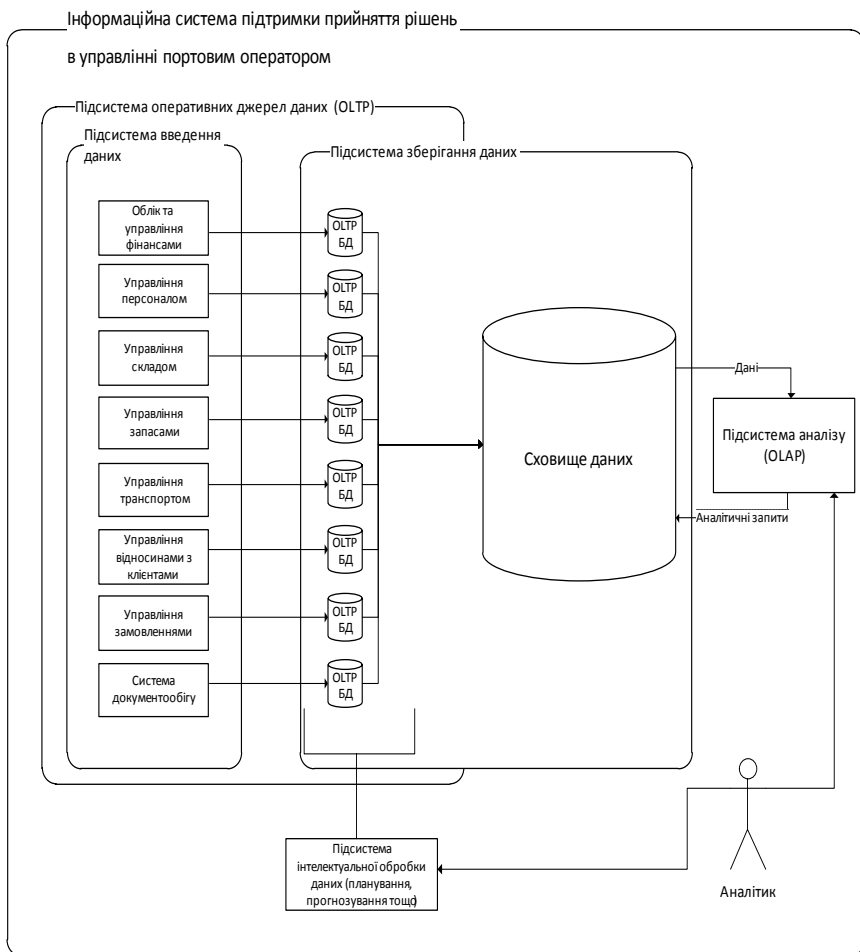 Інформаційна система підтримки прийняття рішень
в управлінні портовим оператором
Підсистема оперативних джерел даних (OLTP)
Підсистема введення
даних
Підсистема зберігання даних
Облік та
управління
фінансами
OLTP
БД
Управління
персоналом
OLTP
БД
Управління
складом
OLTP
БД
Управління
запасами
OLTP
БД
Управління
транспортом
OLTP
БД
Управління
відносинами з
клієнтами
OLTP
БД
Управління
замовленнями
OLTP
БД
Система
документообігу
OLTP
БД
Сховище даних
Дані
Підсистема аналізу
(OLAP)
Аналітичні запити
Підсистема
інтелектуальної обробки
даних (планування,
прогнозування тощо)
Аналітик